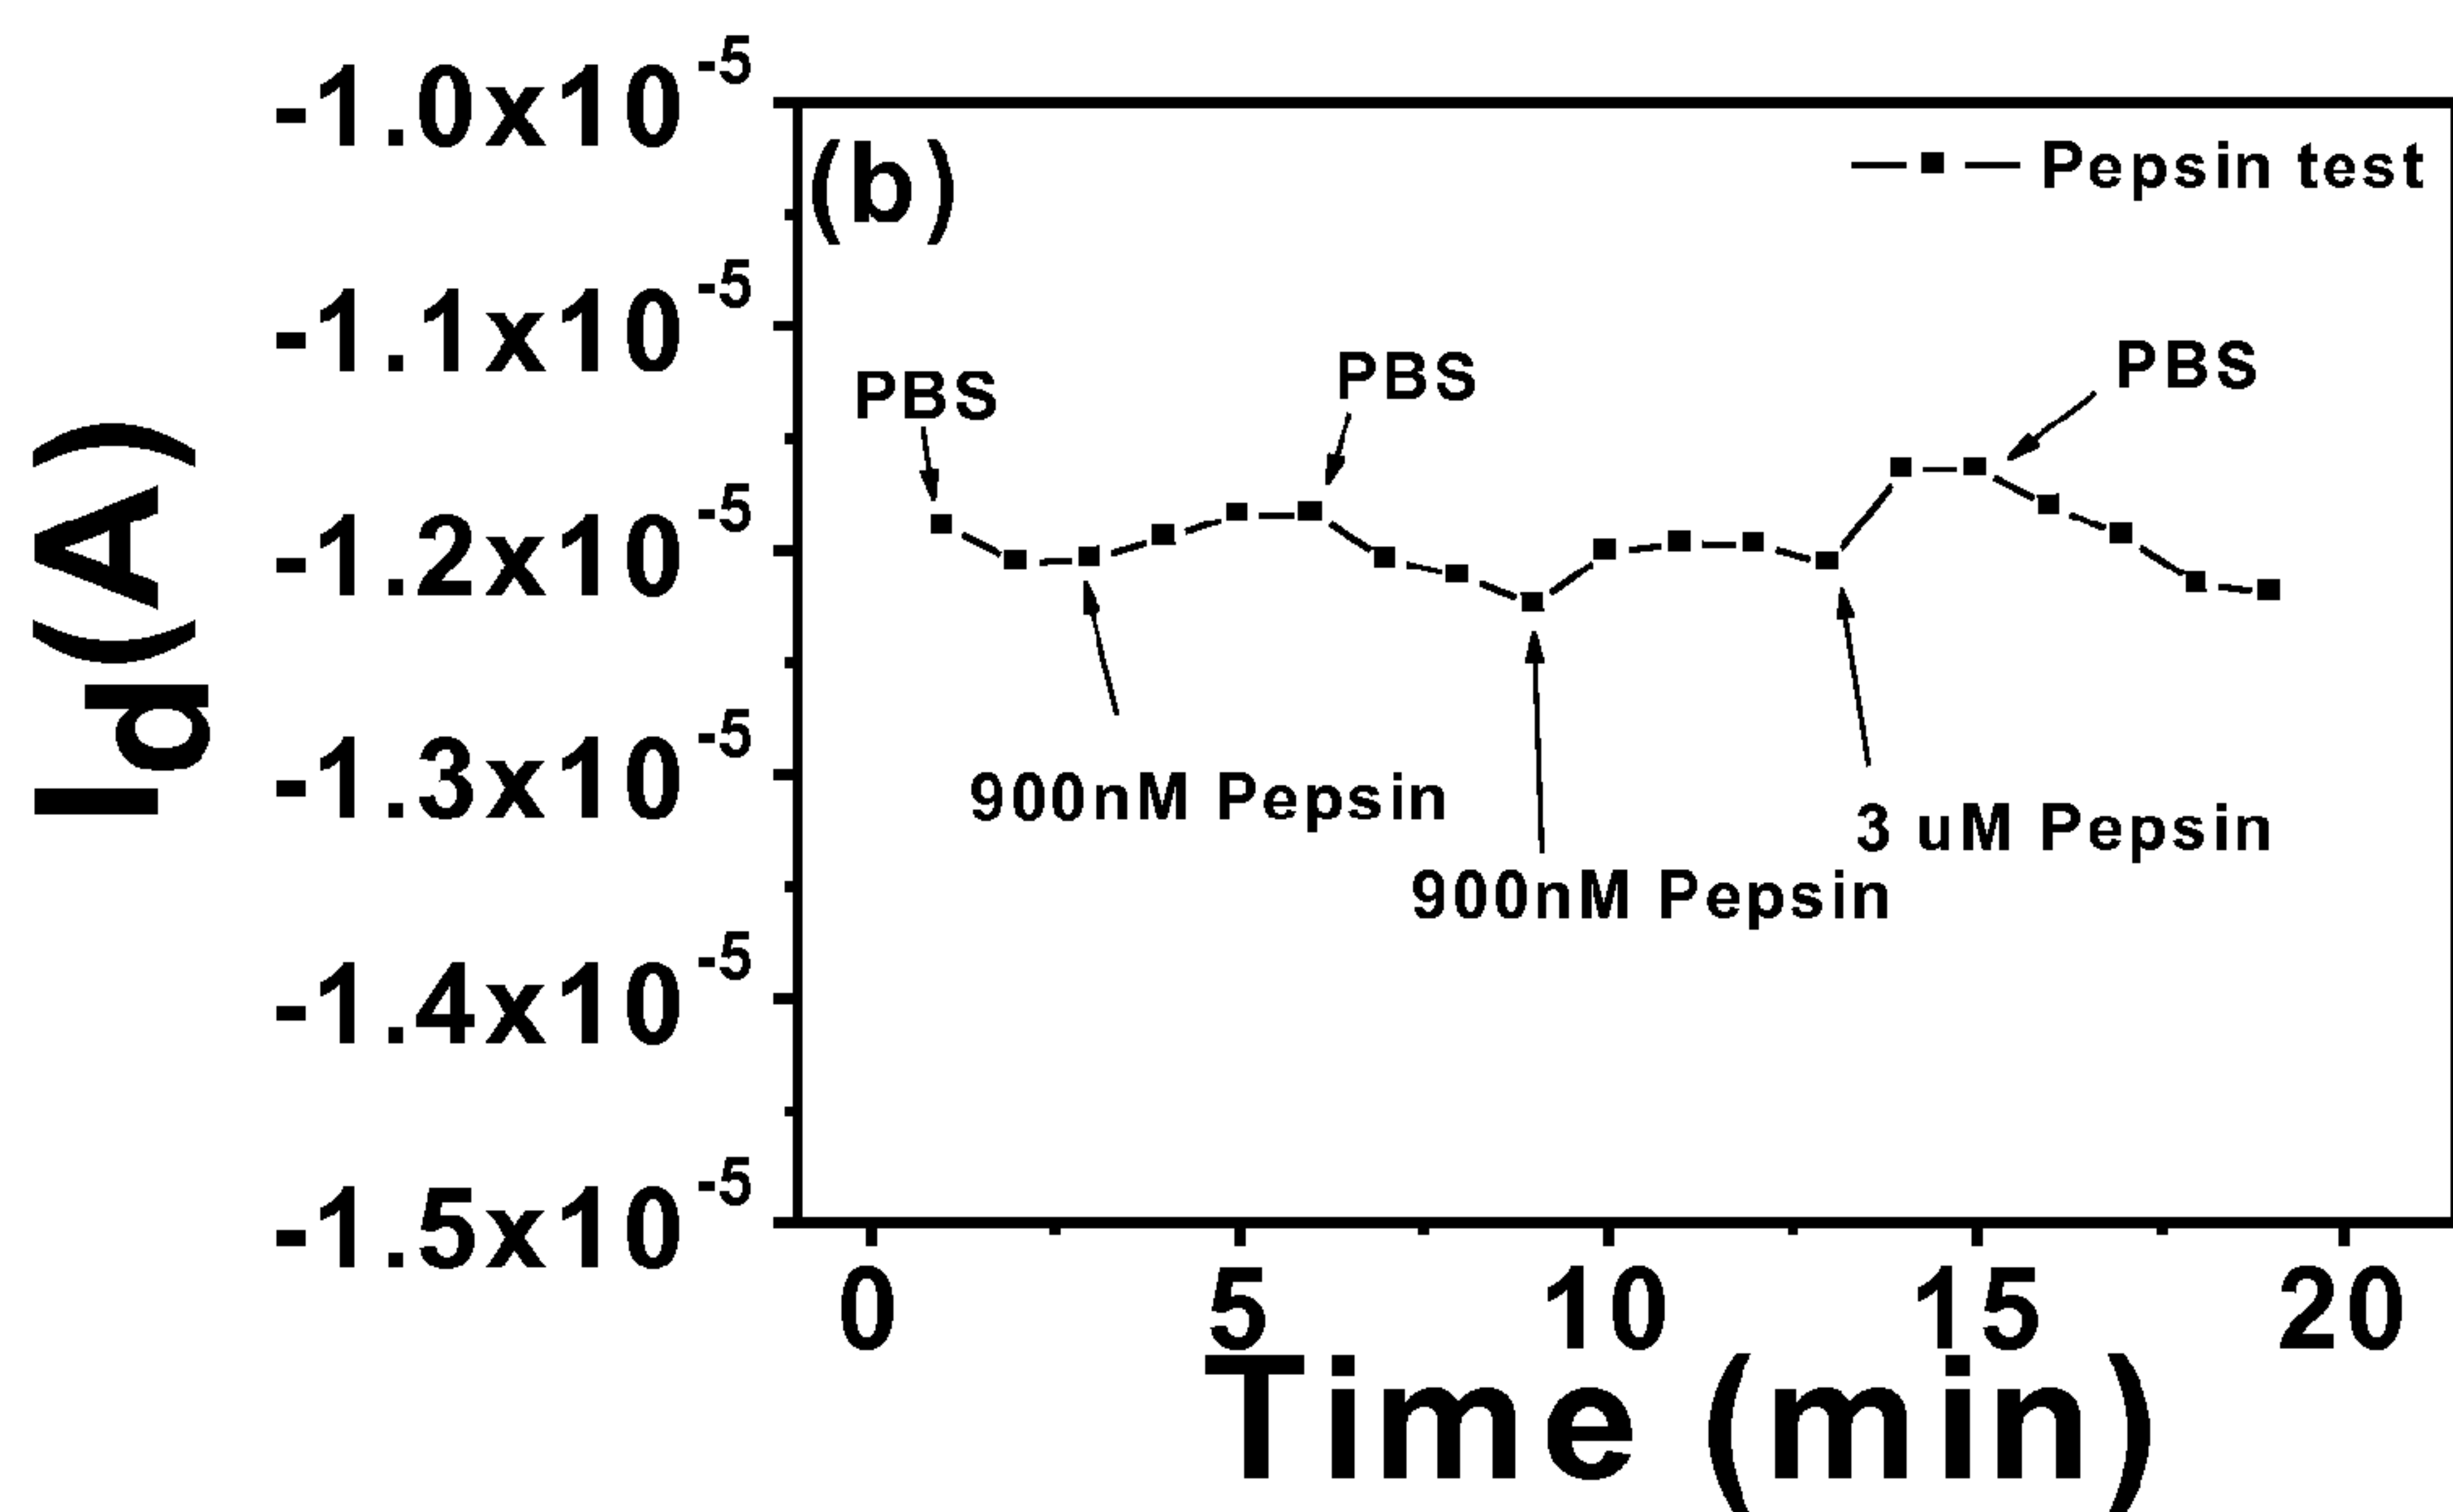 -1.0x10^-5
(b)
Pepsin test
-1.1x10^-5
PBS
PBS
PBS
-1.2x10^-5
Id(A)
-1.3x10^-5
900nM Pepsin
3 uM Pepsin
900nM Pepsin
-1.4x10^-5
-1.5x10^-5
0 5 10 15 20
Time (min)